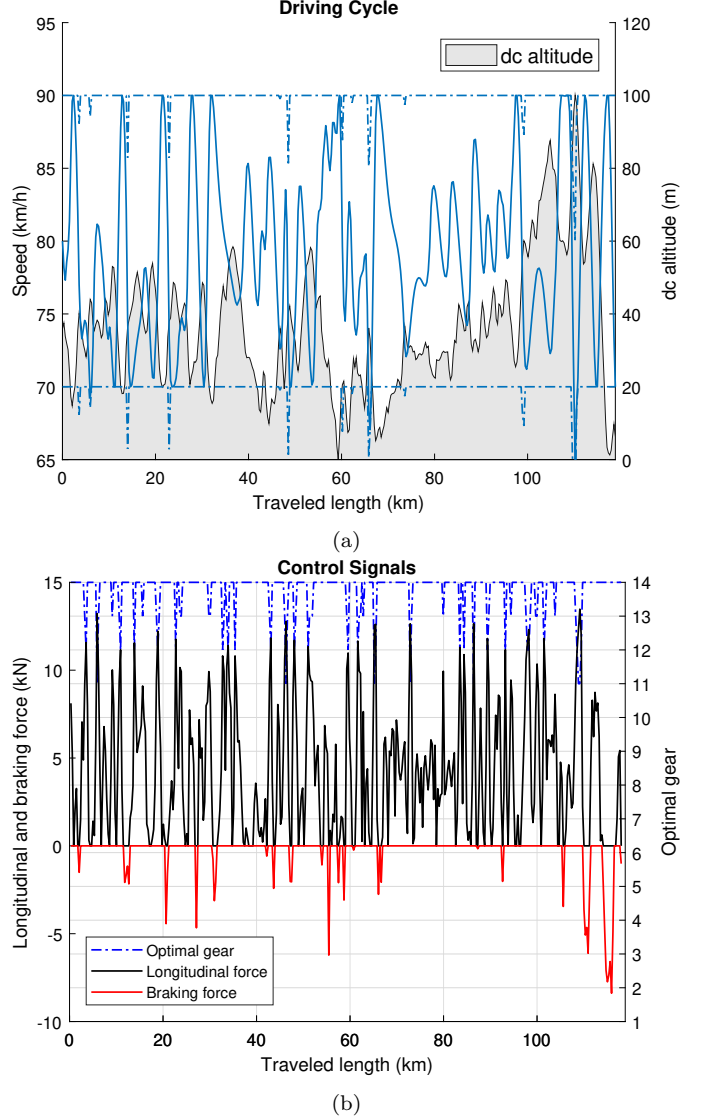 Driving Cycle
95
90
85
80
75
70
65
Speed (km/h)
120
100
80
60
40
20
0
dc altitude (m)
dc altitude
0 20 40 60 80 100
Traveled length (km)
(a)
Control Signals
15
10
5
0
-5
-10
Longitudinal and braking force (kN)
14
13
12
11
10
9
8
7
6
5
4
3
2
1
Optimal gear
Optimal gear
Longitudinal force
Braking force
0 20 40 60 80 100
Traveled length (km)
(b)